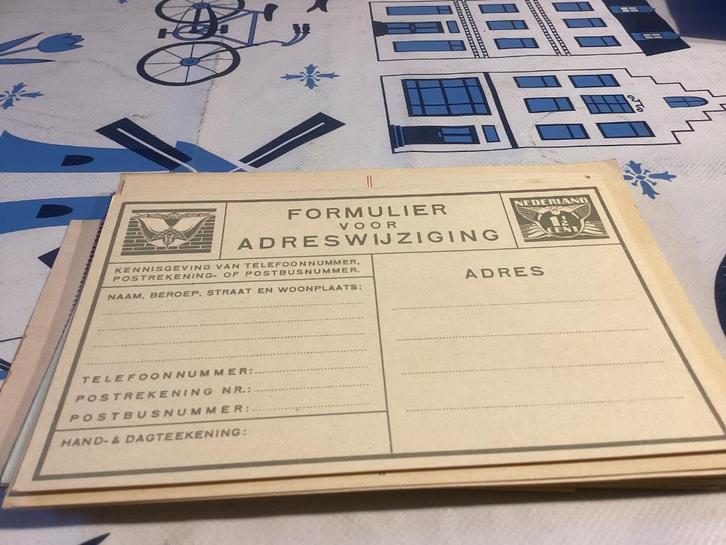 FORMULIER
VOOR
ADRESWIJZIGING
NEDERLAND
1½
CENT
KENNISGEVING VAN TELEFOONNUMMER,
POSTREKENING- OF POSTBUSNUMMER.
NAAM, BEROEP, STRAAT EN WOONPLAATS:
TELEFOONNUMMER:
POSTREKENING NR.:
POSTBUSNUMMER:
HAND- & DAGTEEKENING:
ADRES